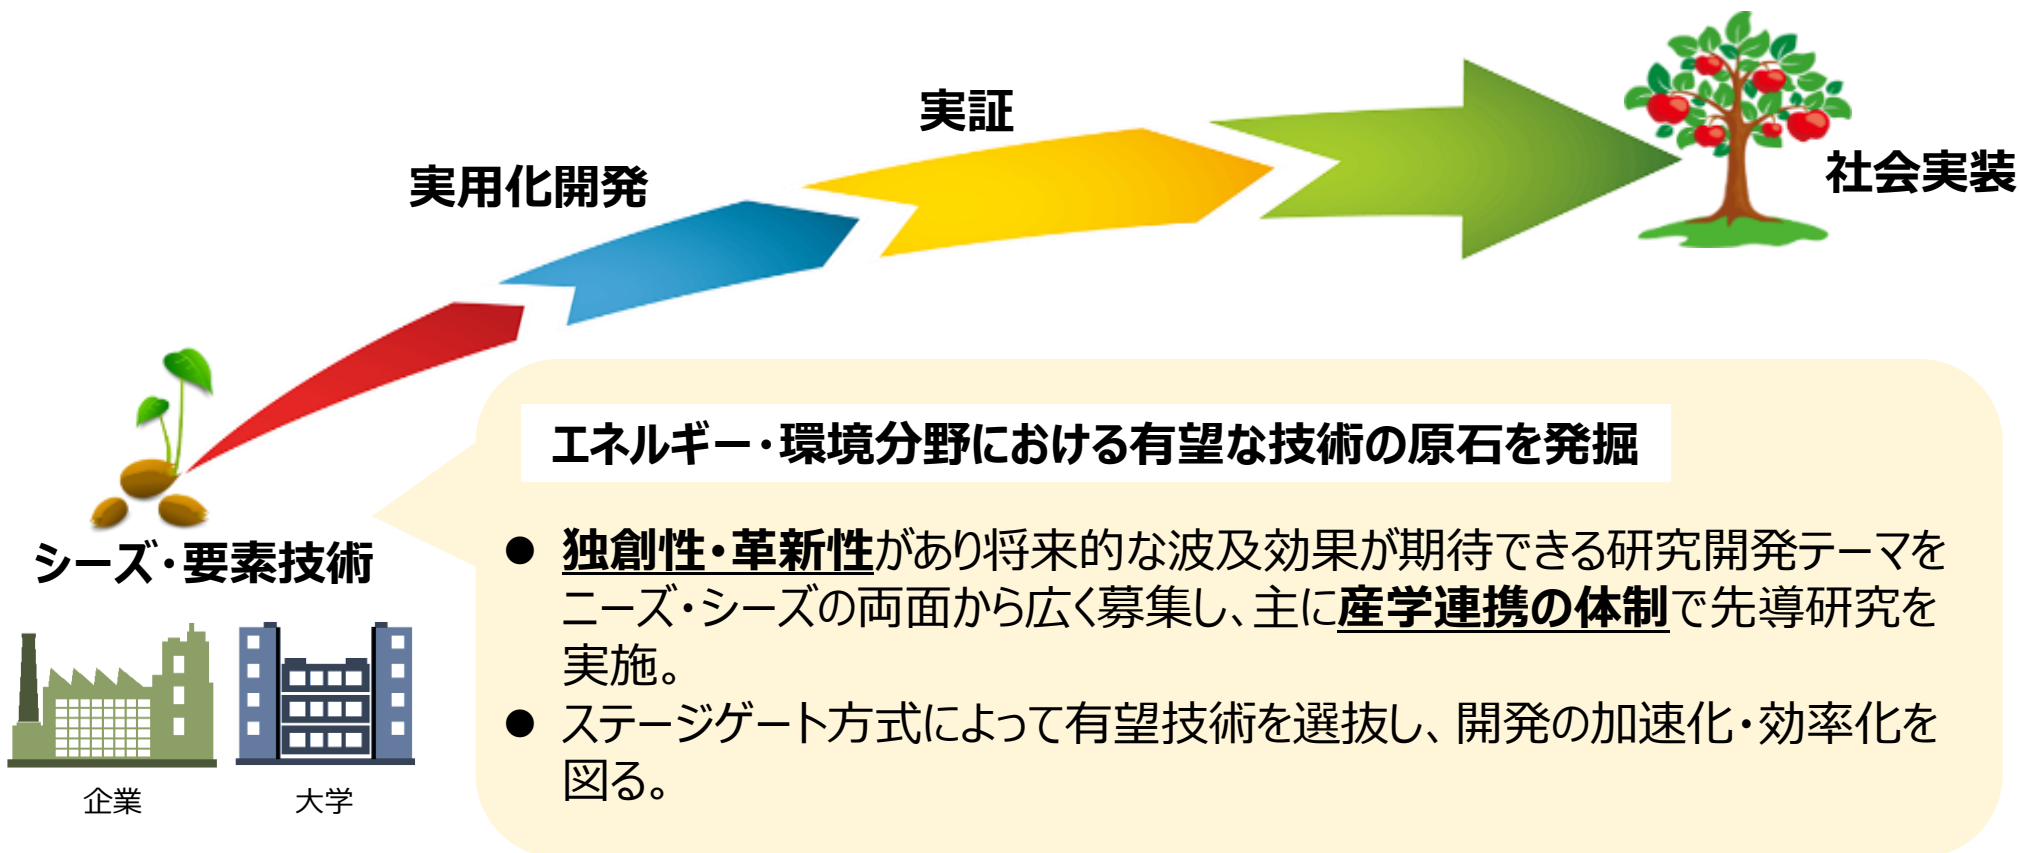 実証
実用化開発
社会実装
シーズ・要素技術
企業
大学
エネルギー・環境分野における有望な技術の原石を発掘
● 独創性・革新性があり将来的な波及効果が期待できる研究開発テーマを
ニーズ・シーズの両面から広く募集し、主に産学連携の体制で先導研究を
実施。
● ステージゲート方式によって有望技術を選抜し、開発の加速化・効率化を
図る。